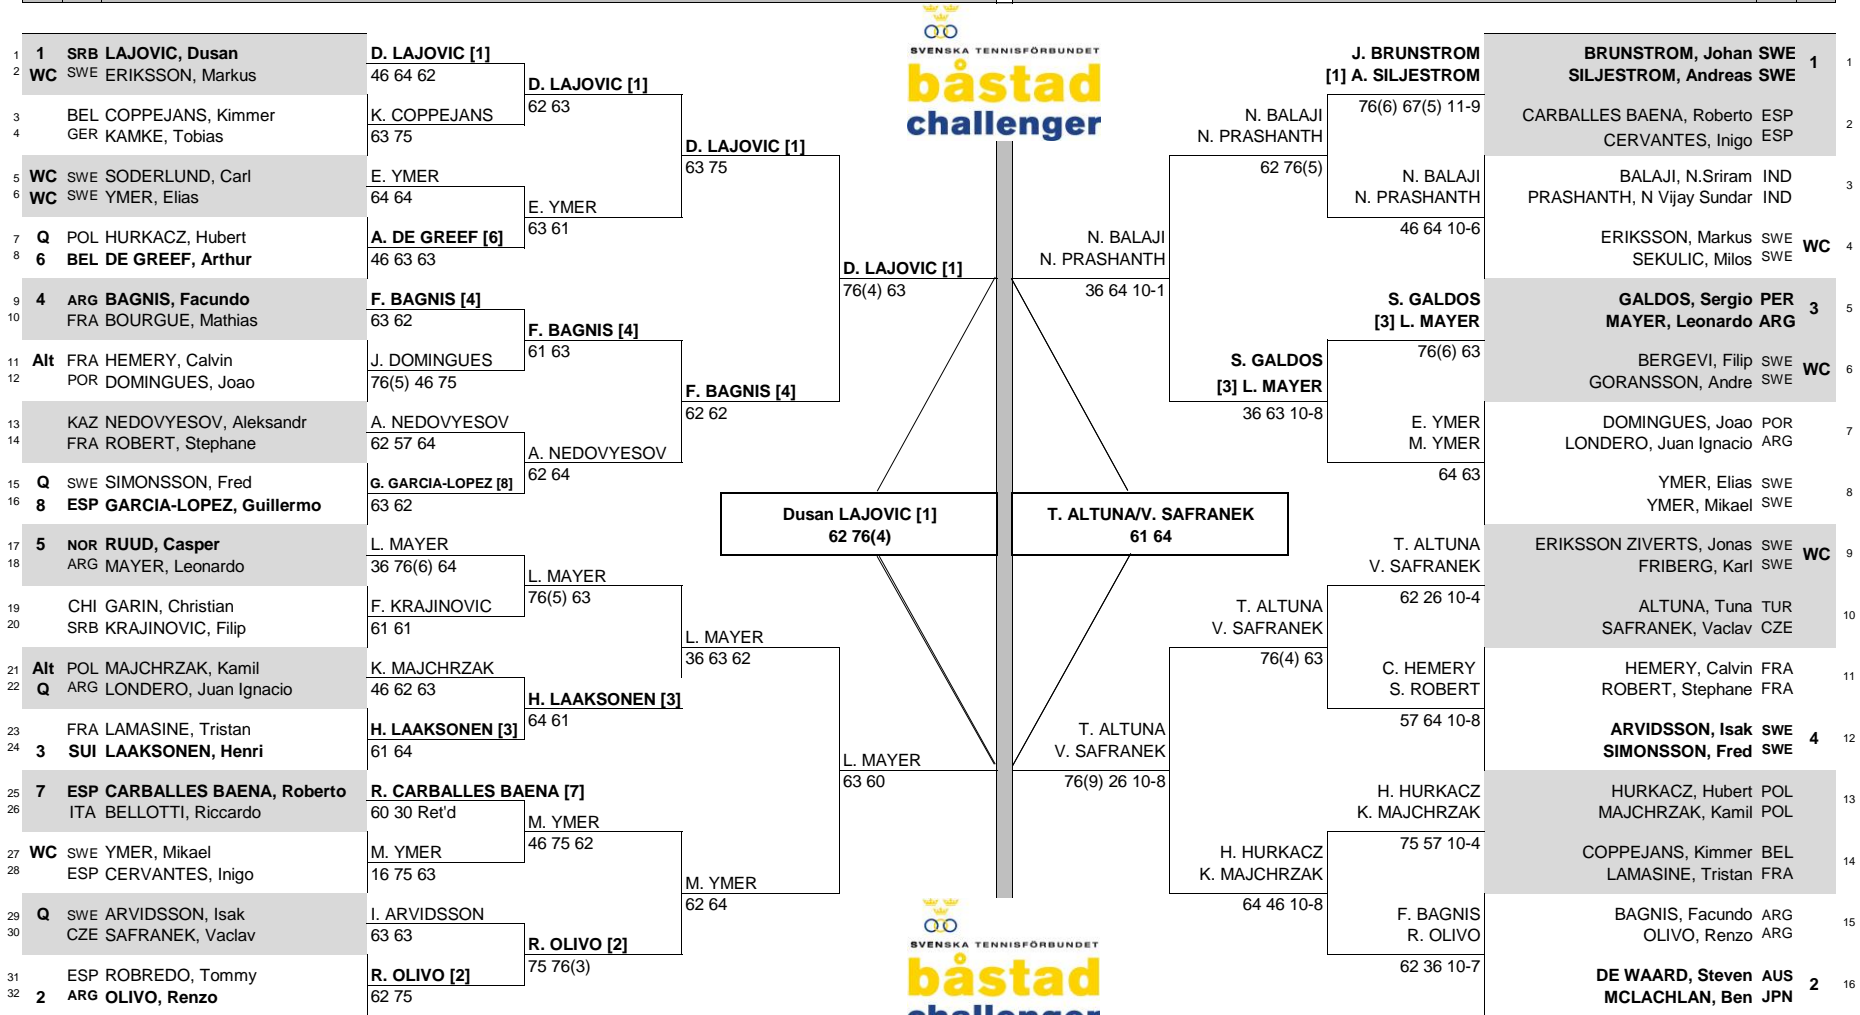 SVENSKA TENNISFÖRBUNDET
båstad
challenger
1 1 SRB LAJOVIC, Dusan
2 WC SWE ERIKSSON, Markus
3 BEL COPPEJANS, Kimmer
4 GER KAMKE, Tobias
5 WC SWE SODERLUND, Carl
6 WC SWE YMER, Elias
7 Q POL HURKACZ, Hubert
8 6 BEL DE GREEF, Arthur
9 4 ARG BAGNIS, Facundo
10 FRA BOURGUE, Mathias
11 Alt FRA HEMERY, Calvin
12 POR DOMINGUES, Joao
13 KAZ NEDOVYESOV, Aleksandr
14 FRA ROBERT, Stephane
15 Q SWE SIMONSSON, Fred
16 8 ESP GARCIA-LOPEZ, Guillermo
17 5 NOR RUUD, Casper
18 ARG MAYER, Leonardo
19 CHI GARIN, Christian
20 SRB KRAJINOVIC, Filip
21 Alt POL MAJCHRZAK, Kamil
22 Q ARG LONDERO, Juan Ignacio
23 FRA LAMASINE, Tristan
24 3 SUI LAAKSONEN, Henri
25 7 ESP CARBALLES BAENA, Roberto
26 ITA BELLOTTI, Riccardo
27 WC SWE YMER, Mikael
28 ESP CERVANTES, Inigo
29 Q SWE ARVIDSSON, Isak
30 CZE SAFRANEK, Vaclav
31 ESP ROBREDO, Tommy
32 2 ARG OLIVO, Renzo
D. LAJOVIC [1]
46 64 62
K. COPPEJANS
63 75
E. YMER
64 64
A. DE GREEF [6]
46 63 63
F. BAGNIS [4]
63 62
J. DOMINGUES
76(5) 46 75
A. NEDOVYESOV
62 57 64
G. GARCIA-LOPEZ [8]
63 62
L. MAYER
36 76(6) 64
F. KRAJINOVIC
61 61
K. MAJCHRZAK
46 62 63
H. LAAKSONEN [3]
61 64
R. CARBALLES BAENA [7]
60 30 Ret'd
M. YMER
16 75 63
I. ARVIDSSON
63 63
R. OLIVO [2]
62 75
D. LAJOVIC [1]
62 63
E. YMER
63 61
F. BAGNIS [4]
61 63
A. NEDOVYESOV
62 64
L. MAYER
76(5) 63
H. LAAKSONEN [3]
64 61
M. YMER
46 75 62
R. OLIVO [2]
75 76(3)
D. LAJOVIC [1]
63 75
F. BAGNIS [4]
62 62
L. MAYER
36 63 62
M. YMER
62 64
D. LAJOVIC [1]
76(4) 63
L. MAYER
63 60
Dusan LAJOVIC [1]
62 76(4)
T. ALTUNA/V. SAFRANEK
61 64
N. BALAJI
N. PRASHANTH
36 64 10-1
T. ALTUNA
V. SAFRANEK
76(9) 26 10-8
N. BALAJI
N. PRASHANTH
62 76(5)
S. GALDOS
[3] L. MAYER
36 63 10-8
T. ALTUNA
V. SAFRANEK
76(4) 63
H. HURKACZ
K. MAJCHRZAK
64 46 10-8
J. BRUNSTROM
[1] A. SILJESTROM
76(6) 67(5) 11-9
N. BALAJI
N. PRASHANTH
46 64 10-6
S. GALDOS
[3] L. MAYER
76(6) 63
E. YMER
M. YMER
64 63
T. ALTUNA
V. SAFRANEK
62 26 10-4
C. HEMERY
S. ROBERT
57 64 10-8
H. HURKACZ
K. MAJCHRZAK
75 57 10-4
F. BAGNIS
R. OLIVO
62 36 10-7
BRUNSTROM, Johan SWE 1 1
SILJESTROM, Andreas SWE
CARBALLES BAENA, Roberto ESP 2
CERVANTES, Inigo ESP
BALAJI, N.Sriram IND 3
PRASHANTH, N Vijay Sundar IND
ERIKSSON, Markus SWE WC 4
SEKULIC, Milos SWE
GALDOS, Sergio PER 3 5
MAYER, Leonardo ARG
BERGEVI, Filip SWE WC 6
GORANSSON, Andre SWE
DOMINGUES, Joao POR 7
LONDERO, Juan Ignacio ARG
YMER, Elias SWE 8
YMER, Mikael SWE
ERIKSSON ZIVERTS, Jonas SWE WC 9
FRIBERG, Karl SWE
ALTUNA, Tuna TUR 10
SAFRANEK, Vaclav CZE
HEMERY, Calvin FRA 11
ROBERT, Stephane FRA
ARVIDSSON, Isak SWE 4 12
SIMONSSON, Fred SWE
HURKACZ, Hubert POL 13
MAJCHRZAK, Kamil POL
COPPEJANS, Kimmer BEL 14
LAMASINE, Tristan FRA
BAGNIS, Facundo ARG 15
OLIVO, Renzo ARG
DE WAARD, Steven AUS 2 16
MCLACHLAN, Ben JPN
SVENSKA TENNISFÖRBUNDET
båstad
challenger